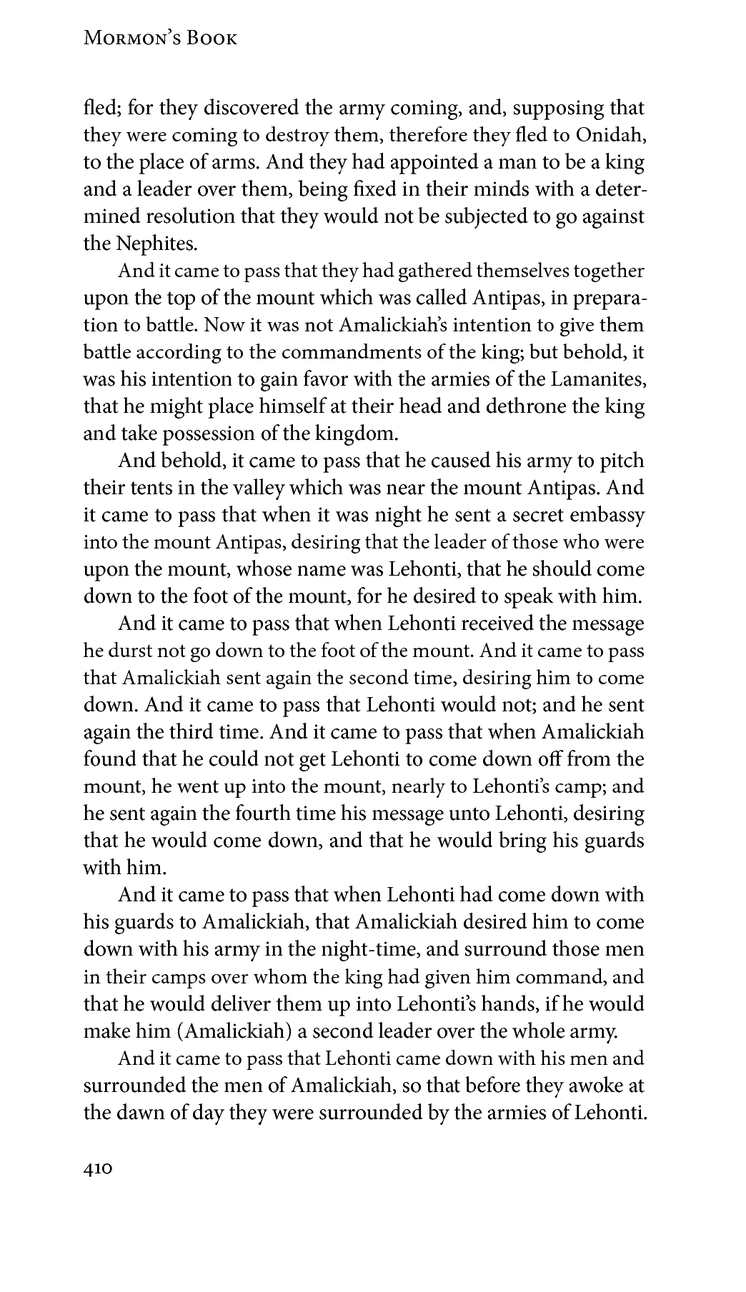 Mormon's Book
fled; for they discovered the army coming, and, supposing that
they were coming to destroy them, therefore they fled to Onidah,
to the place of arms. And they had appointed a man to be a king
and a leader over them, being fixed in their minds with a deter-
mined resolution that they would not be subjected to go against
the Nephites.
And it came to pass that they had gathered themselves together
upon the top of the mount which was called Antipas, in prepara-
tion to battle. Now it was not Amalickiah's intention to give them
battle according to the commandments of the king; but behold, it
was his intention to gain favor with the armies of the Lamanites,
that he might place himself at their head and dethrone the king
and take possession of the kingdom.
And behold, it came to pass that he caused his army to pitch
their tents in the valley which was near the mount Antipas. And
it came to pass that when it was night he sent a secret embassy
into the mount Antipas, desiring that the leader of those who were
upon the mount, whose name was Lehonti, that he should come
down to the foot of the mount, for he desired to speak with him.
And it came to pass that when Lehonti received the message
he durst not go down to the foot of the mount. And it came to pass
that Amalickiah sent again the second time, desiring him to come
down. And it came to pass that Lehonti would not; and he sent
again the third time. And it came to pass that when Amalickiah
found that he could not get Lehonti to come down off from the
mount, he went up into the mount, nearly to Lehonti's camp; and
he sent again the fourth time his message unto Lehonti, desiring
that he would come down, and that he would bring his guards
with him.
And it came to pass that when Lehonti had come down with
his guards to Amalickiah, that Amalickiah desired him to come
down with his army in the night-time, and surround those men
in their camps over whom the king had given him command, and
that he would deliver them up into Lehonti's hands, if he would
make him (Amalickiah) a second leader over the whole army.
And it came to pass that Lehonti came down with his men and
surrounded the men of Amalickiah, so that before they awoke at
the dawn of day they were surrounded by the armies of Lehonti.
410